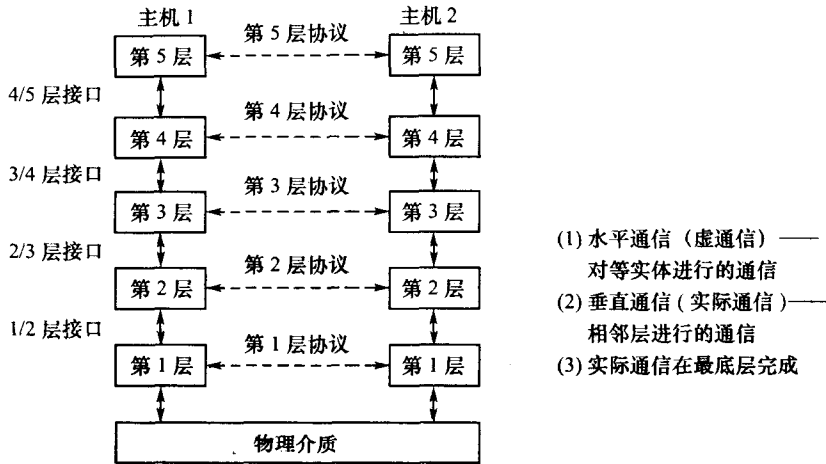 主机 1
主机 2
第 5 层
第 5 层协议
第 5 层
4/5 层接口
第 4 层
第 4 层协议
第 4 层
3/4 层接口
第 3 层
第 3 层协议
第 3 层
2/3 层接口
第 2 层
第 2 层协议
第 2 层
1/2 层接口
第 1 层
第 1 层协议
第 1 层
物理介质
(1) 水平通信（虚通信）——
对等实体进行的通信
(2) 垂直通信 ( 实际通信 )——
相邻层进行的通信
(3) 实际通信在最底层完成